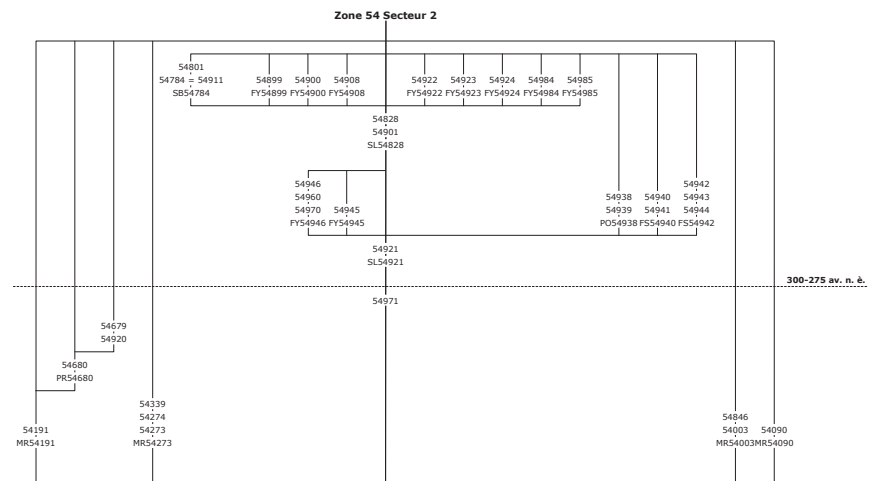 Zone 54 Secteur 2
54801
54784 = 54911
SB54784
54899
FY54899
54900
FY54900
54908
FY54908
54922
FY54922
54923
FY54923
54924
FY54924
54984
FY54984
54985
FY54985
54828
54901
SL54828
54946
54960
54970
FY54946
54945
FY54945
54938
54939
PO54938
54940
54941
FS54940
54942
54943
54944
FS54942
54921
SL54921
300-275 av. n. è.
54971
54679
54920
54680
PR54680
54191
MR54191
54339
54274
54273
MR54273
54846
54003
MR54003
54090
MR54090